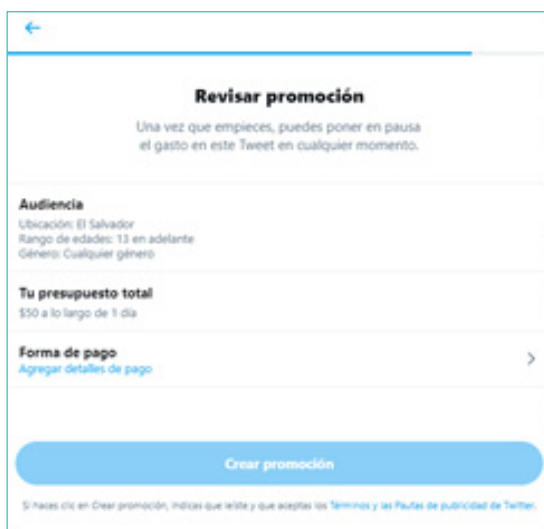 Revisar promoción
Una vez que empieces, puedes poner en pausa
el gasto en este Tweet en cualquier momento.
Audiencia
Ubicación: El Salvador
Rango de edades: 13 en adelante
Género: Cualquier género
Tu presupuesto total
$50 a lo largo de 1 día
Forma de pago
Agregar detalles de pago
Crear promoción
Si haces clic en Crear promoción, indicas que leíste y que aceptas los Términos y las Pautas de publicidad de Twitter.